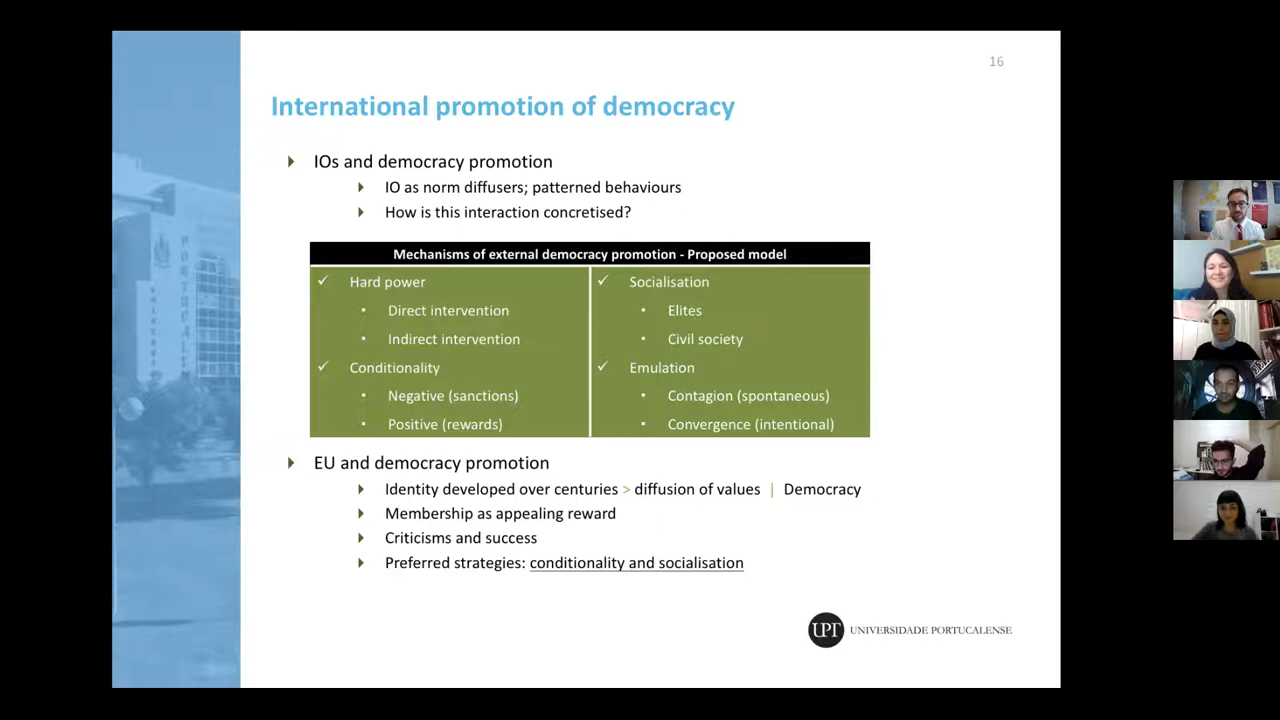 16
International promotion of democracy
IOs and democracy promotion
IO as norm diffusers; patterned behaviours
How is this interaction concretised?
Mechanisms of external democracy promotion - Proposed model
Hard power
Direct intervention
Indirect intervention
Conditionality
Negative (sanctions)
Positive (rewards)
Socialisation
Elites
Civil society
Emulation
Contagion (spontaneous)
Convergence (intentional)
EU and democracy promotion
Identity developed over centuries > diffusion of values | Democracy
Membership as appealing reward
Criticisms and success
Preferred strategies: conditionality and socialisation
UPT UNIVERSIDADE PORTUCALENSE